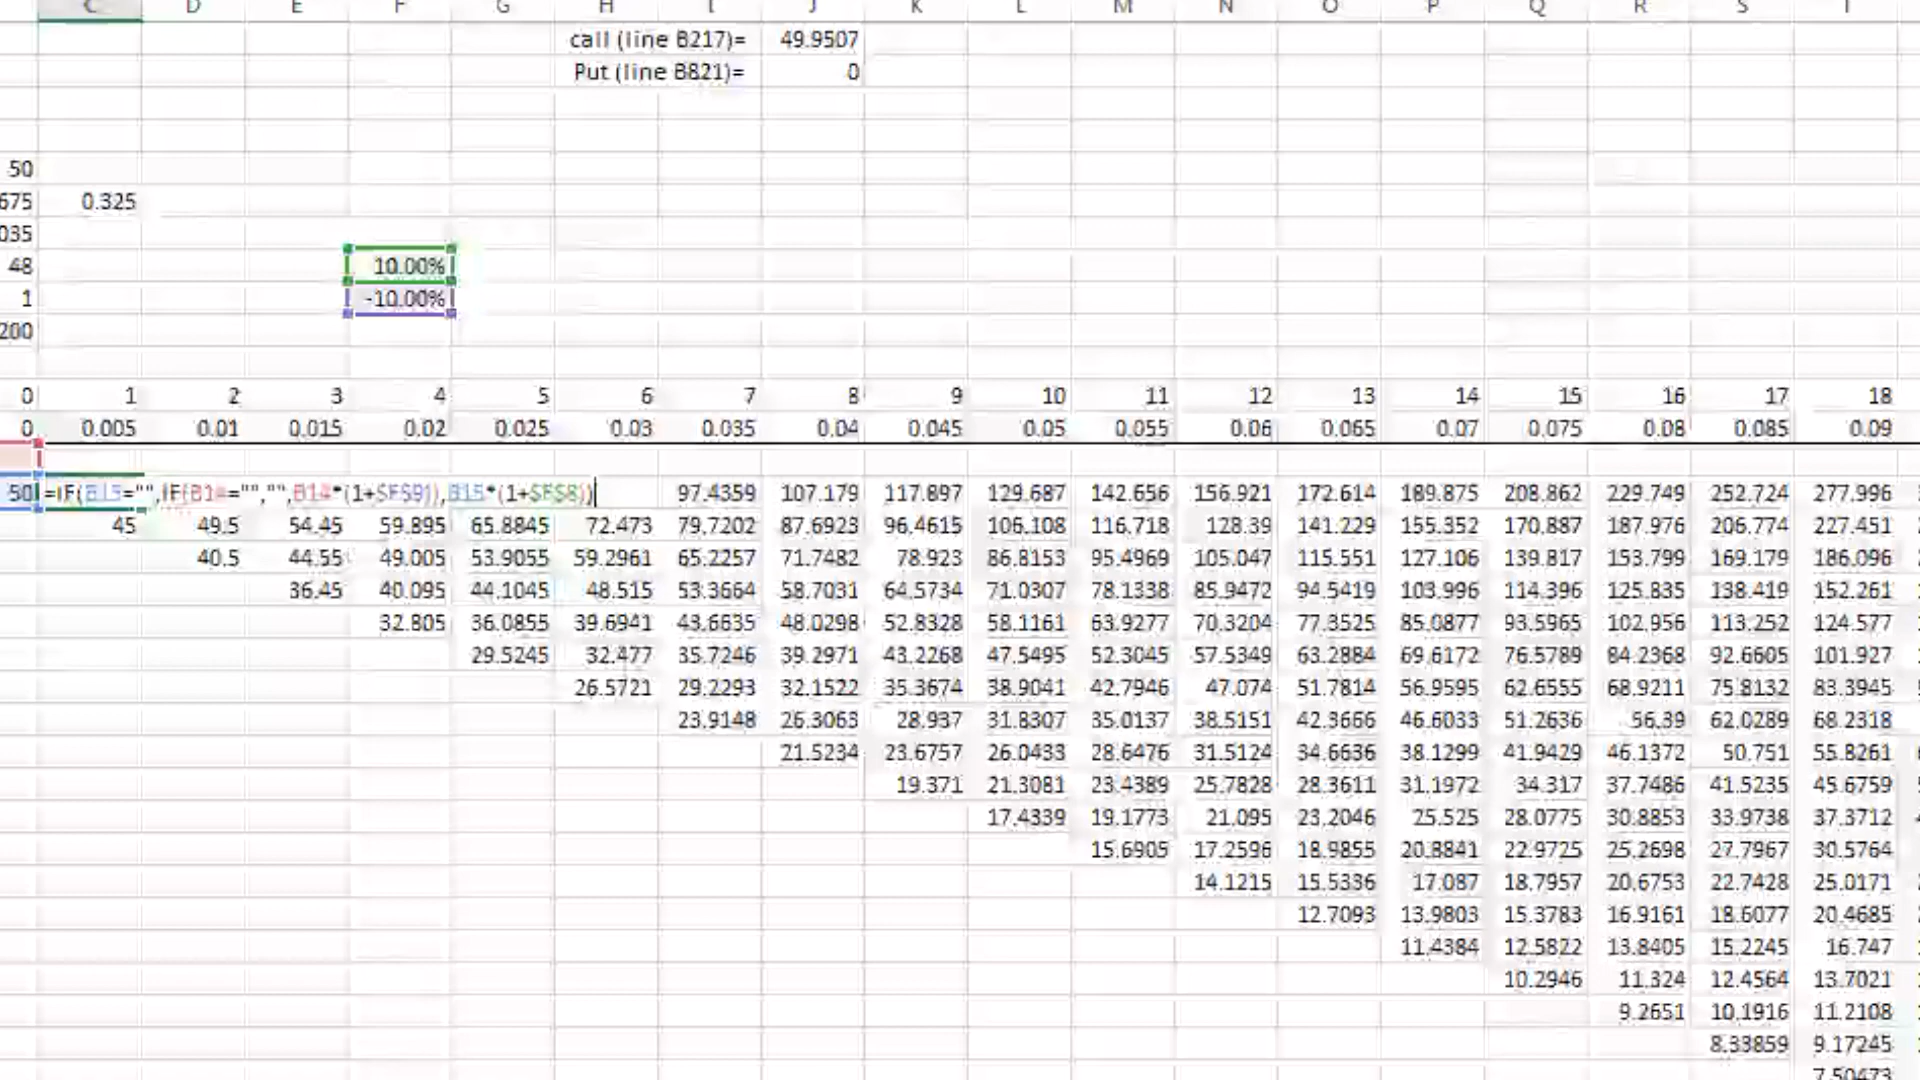 C D E F G H I J K L M N O P Q R S T
call (line B217)= 49.9507
Put (line B821)= 0
50
675 0.325
035
48 10.00%
1 -10.00%
200
0 1 2 3 4 5 6 7 8 9 10 11 12 13 14 15 16 17 18
0 0.005 0.01 0.015 0.02 0.025 0.03 0.035 0.04 0.045 0.05 0.055 0.06 0.065 0.07 0.075 0.08 0.085 0.09
50 =IF(B15="",IF(B14="","",B14*(1+$F$9)),B15*(1+$F$8)) 97.4359 107.179 117.897 129.687 142.656 156.921 172.614 189.875 208.862 229.749 252.724 277.996
45 49.5 54.45 59.895 65.8845 72.473 79.7202 87.6923 96.4615 106.108 116.718 128.39 141.229 155.352 170.887 187.976 206.774 227.451
40.5 44.55 49.005 53.9055 59.2961 65.2257 71.7482 78.923 86.8153 95.4969 105.047 115.551 127.106 139.817 153.799 169.179 186.096
36.45 40.095 44.1045 48.515 53.3664 58.7031 64.5734 71.0307 78.1338 85.9472 94.5419 103.996 114.396 125.835 138.419 152.261
32.805 36.0855 39.6941 43.6635 48.0298 52.8328 58.1161 63.9277 70.3204 77.3525 85.0877 93.5965 102.956 113.252 124.577
29.5245 32.477 35.7246 39.2971 43.2268 47.5495 52.3045 57.5349 63.2884 69.6172 76.5789 84.2368 92.6605 101.927
26.5721 29.2293 32.1522 35.3674 38.9041 42.7946 47.074 51.7814 56.9595 62.6555 68.9211 75.8132 83.3945
23.9148 26.3063 28.937 31.8307 35.0137 38.5151 42.3666 46.6033 51.2636 56.39 62.0289 68.2318
21.5234 23.6757 26.0433 28.6476 31.5124 34.6636 38.1299 41.9429 46.1372 50.751 55.8261
19.371 21.3081 23.4389 25.7828 28.3611 31.1972 34.317 37.7486 41.5235 45.6759
17.4339 19.1773 21.095 23.2046 25.525 28.0775 30.8853 33.9738 37.3712
15.6905 17.2596 18.9855 20.8841 22.9725 25.2698 27.7967 30.5764
14.1215 15.5336 17.087 18.7957 20.6753 22.7428 25.0171
12.7093 13.9803 15.3783 16.9161 18.6077 20.4685
11.4384 12.5822 13.8405 15.2245 16.747
10.2946 11.324 12.4564 13.7021
9.2651 10.1916 11.2108
8.33859 9.17245
7.50473